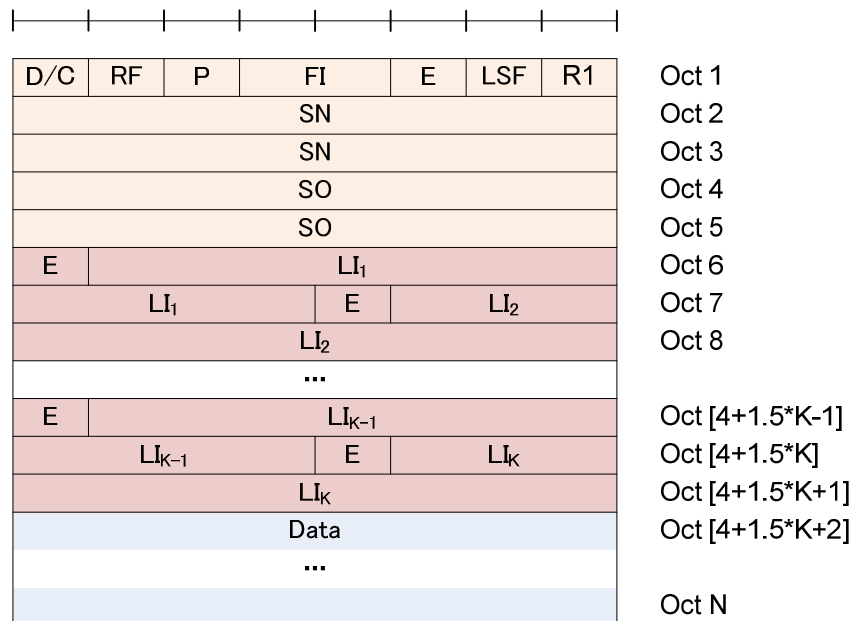 D/C RF P FI E LSF R1 Oct 1
SN Oct 2
SN Oct 3
SO Oct 4
SO Oct 5
E LI₁ Oct 6
LI₁ E LI₂ Oct 7
LI₂ Oct 8
...
E LIK-1 Oct [4+1.5*K-1]
LIK-1 E LIK Oct [4+1.5*K]
LIK Oct [4+1.5*K+1]
Data Oct [4+1.5*K+2]
...
Oct N